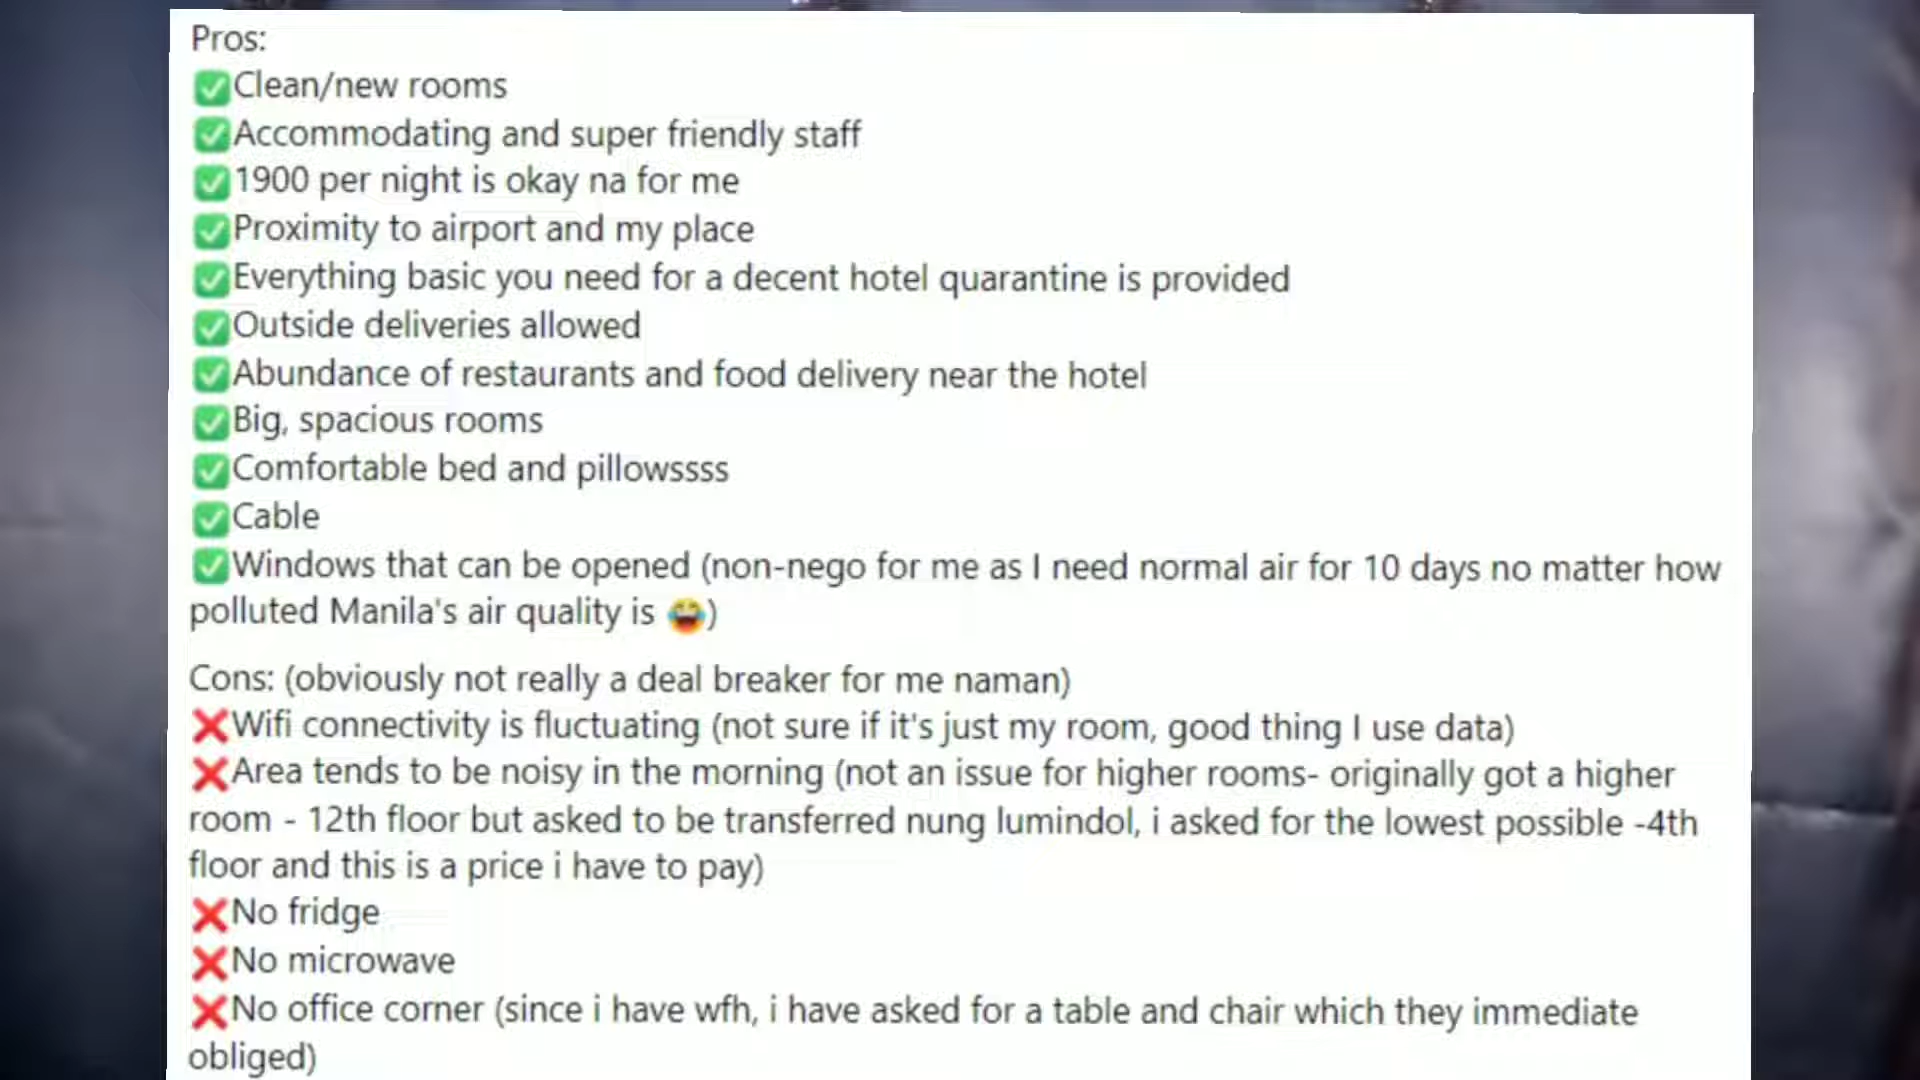 Pros:
✅Clean/new rooms
✅Accommodating and super friendly staff
✅1900 per night is okay na for me
✅Proximity to airport and my place
✅Everything basic you need for a decent hotel quarantine is provided
✅Outside deliveries allowed
✅Abundance of restaurants and food delivery near the hotel
✅Big, spacious rooms
✅Comfortable bed and pillowssss
✅Cable
✅Windows that can be opened (non-nego for me as I need normal air for 10 days no matter how
polluted Manila's air quality is 😂)
Cons: (obviously not really a deal breaker for me naman)
❌Wifi connectivity is fluctuating (not sure if it's just my room, good thing I use data)
❌Area tends to be noisy in the morning (not an issue for higher rooms- originally got a higher
room - 12th floor but asked to be transferred nung lumindol, i asked for the lowest possible -4th
floor and this is a price i have to pay)
❌No fridge
❌No microwave
❌No office corner (since i have wfh, i have asked for a table and chair which they immediate
obliged)